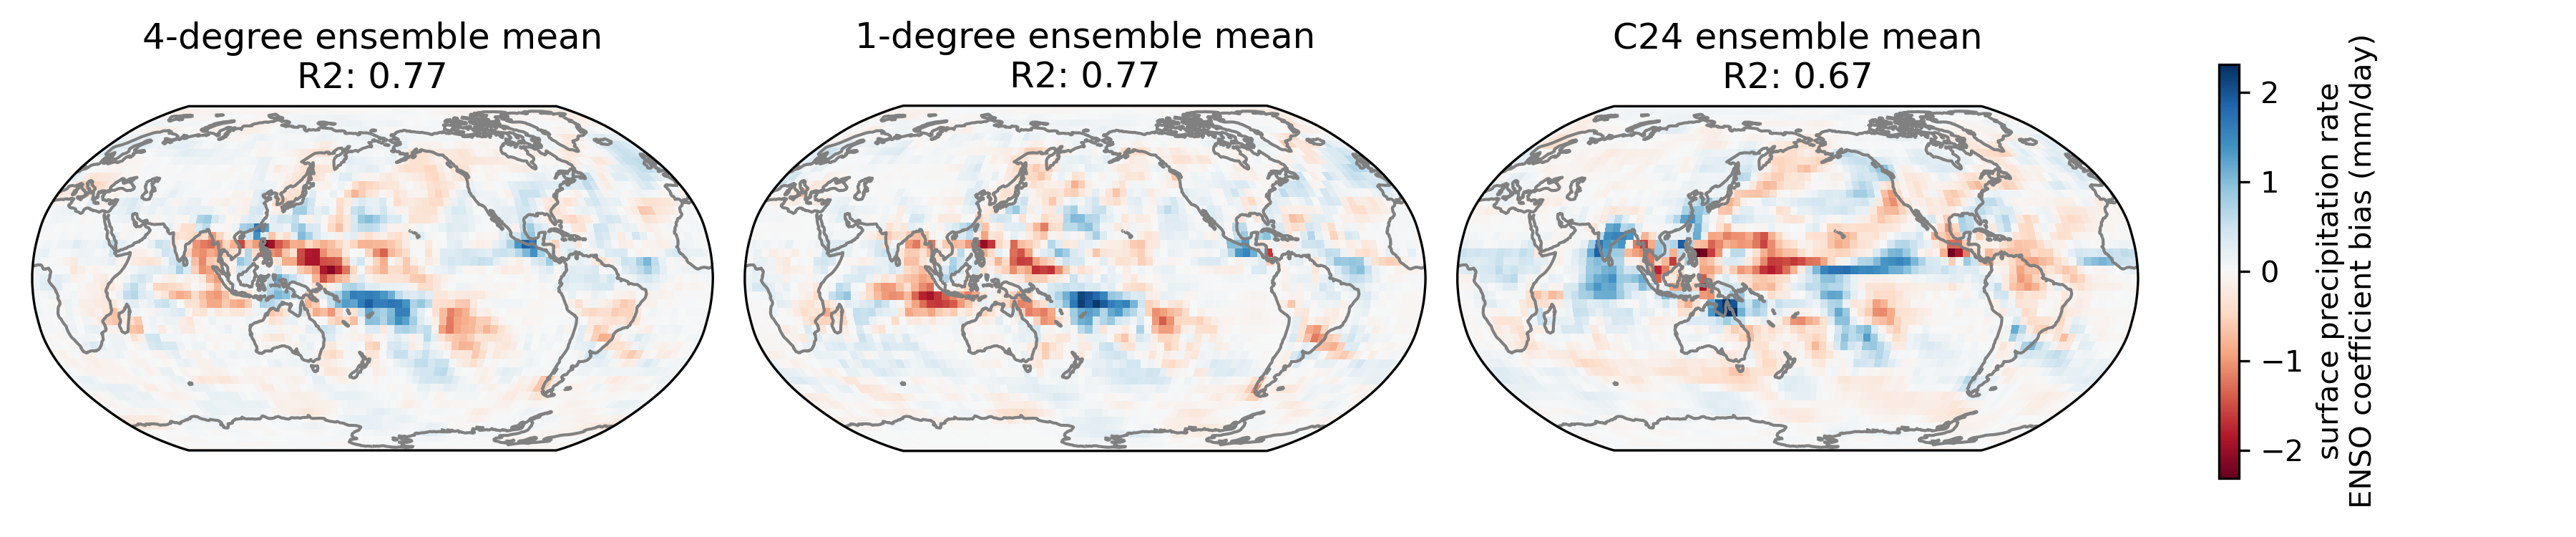 4-degree ensemble mean
R2: 0.77
1-degree ensemble mean
R2: 0.77
C24 ensemble mean
R2: 0.67
2
1
0
−1
−2
surface precipitation rate
ENSO coefficient bias (mm/day)